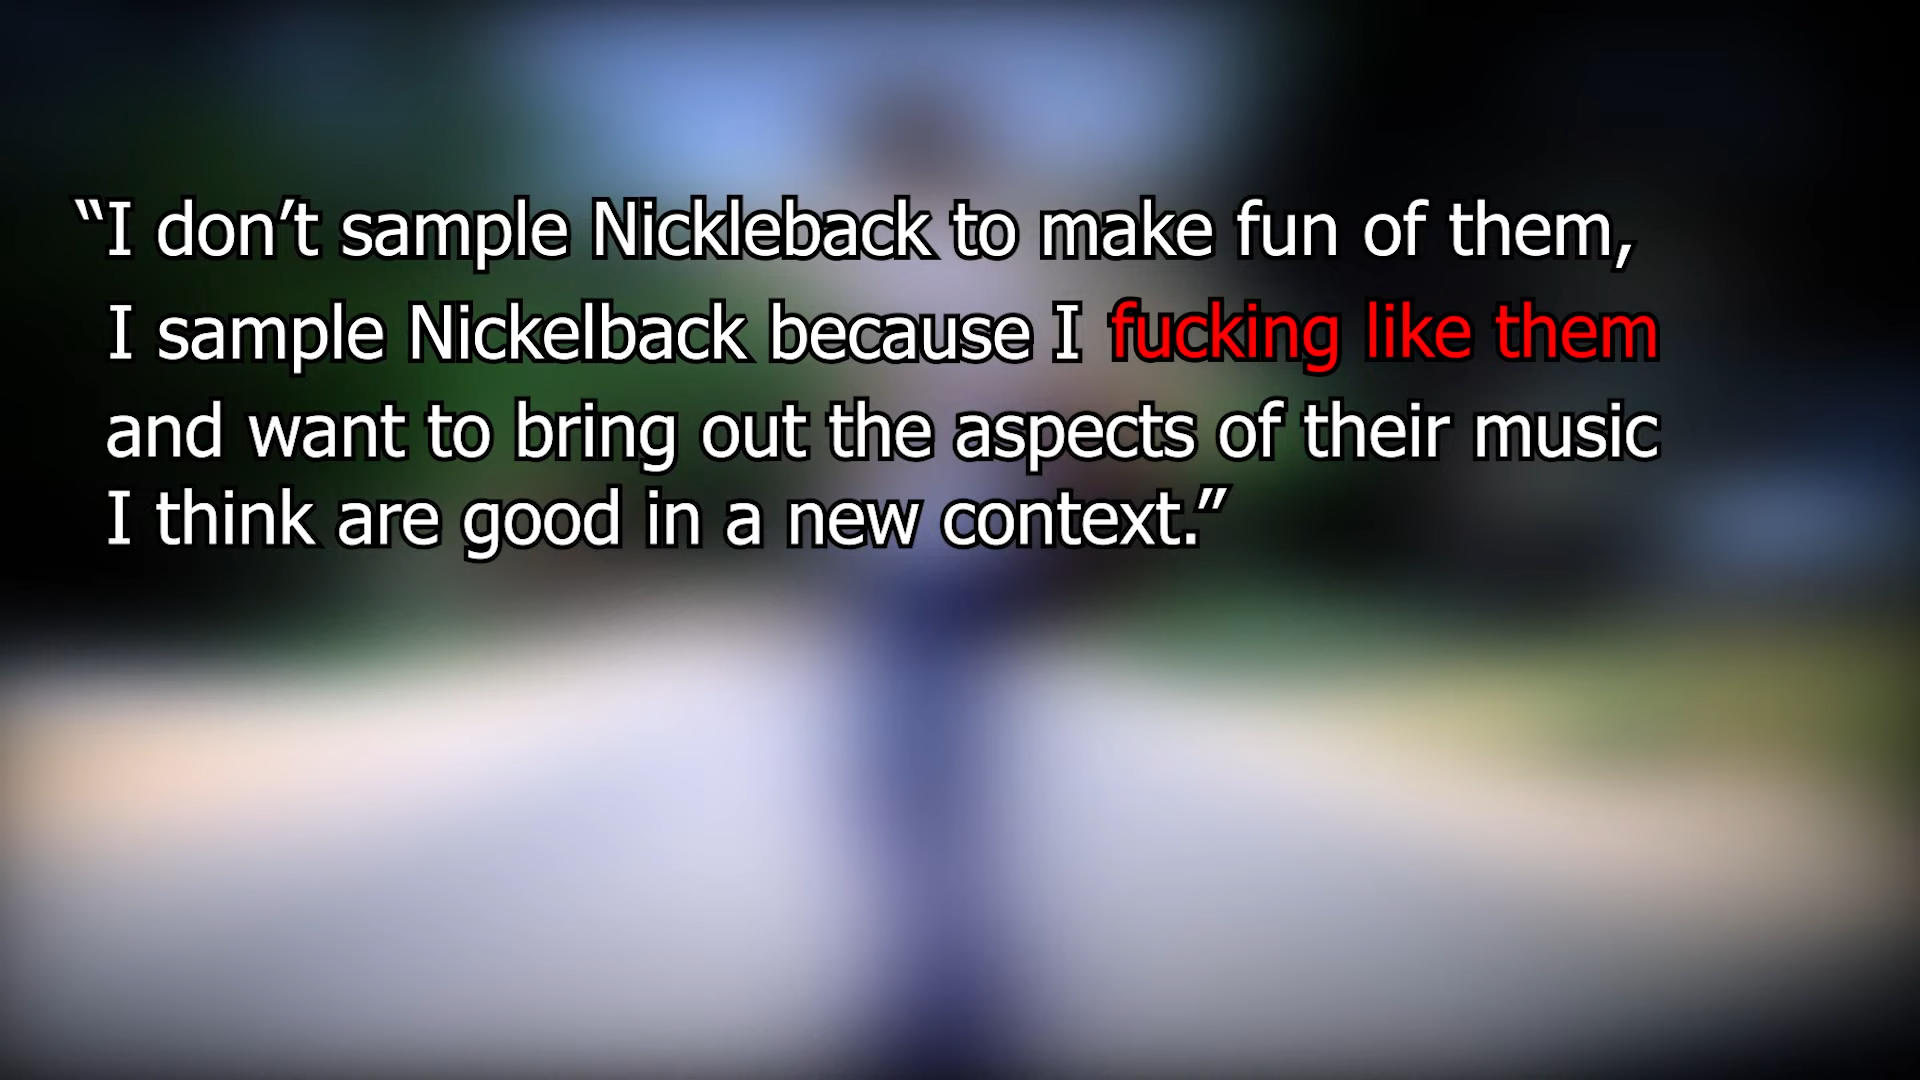 “I don’t sample Nickleback to make fun of them,
I sample Nickelback because I fucking like them
and want to bring out the aspects of their music
I think are good in a new context.”